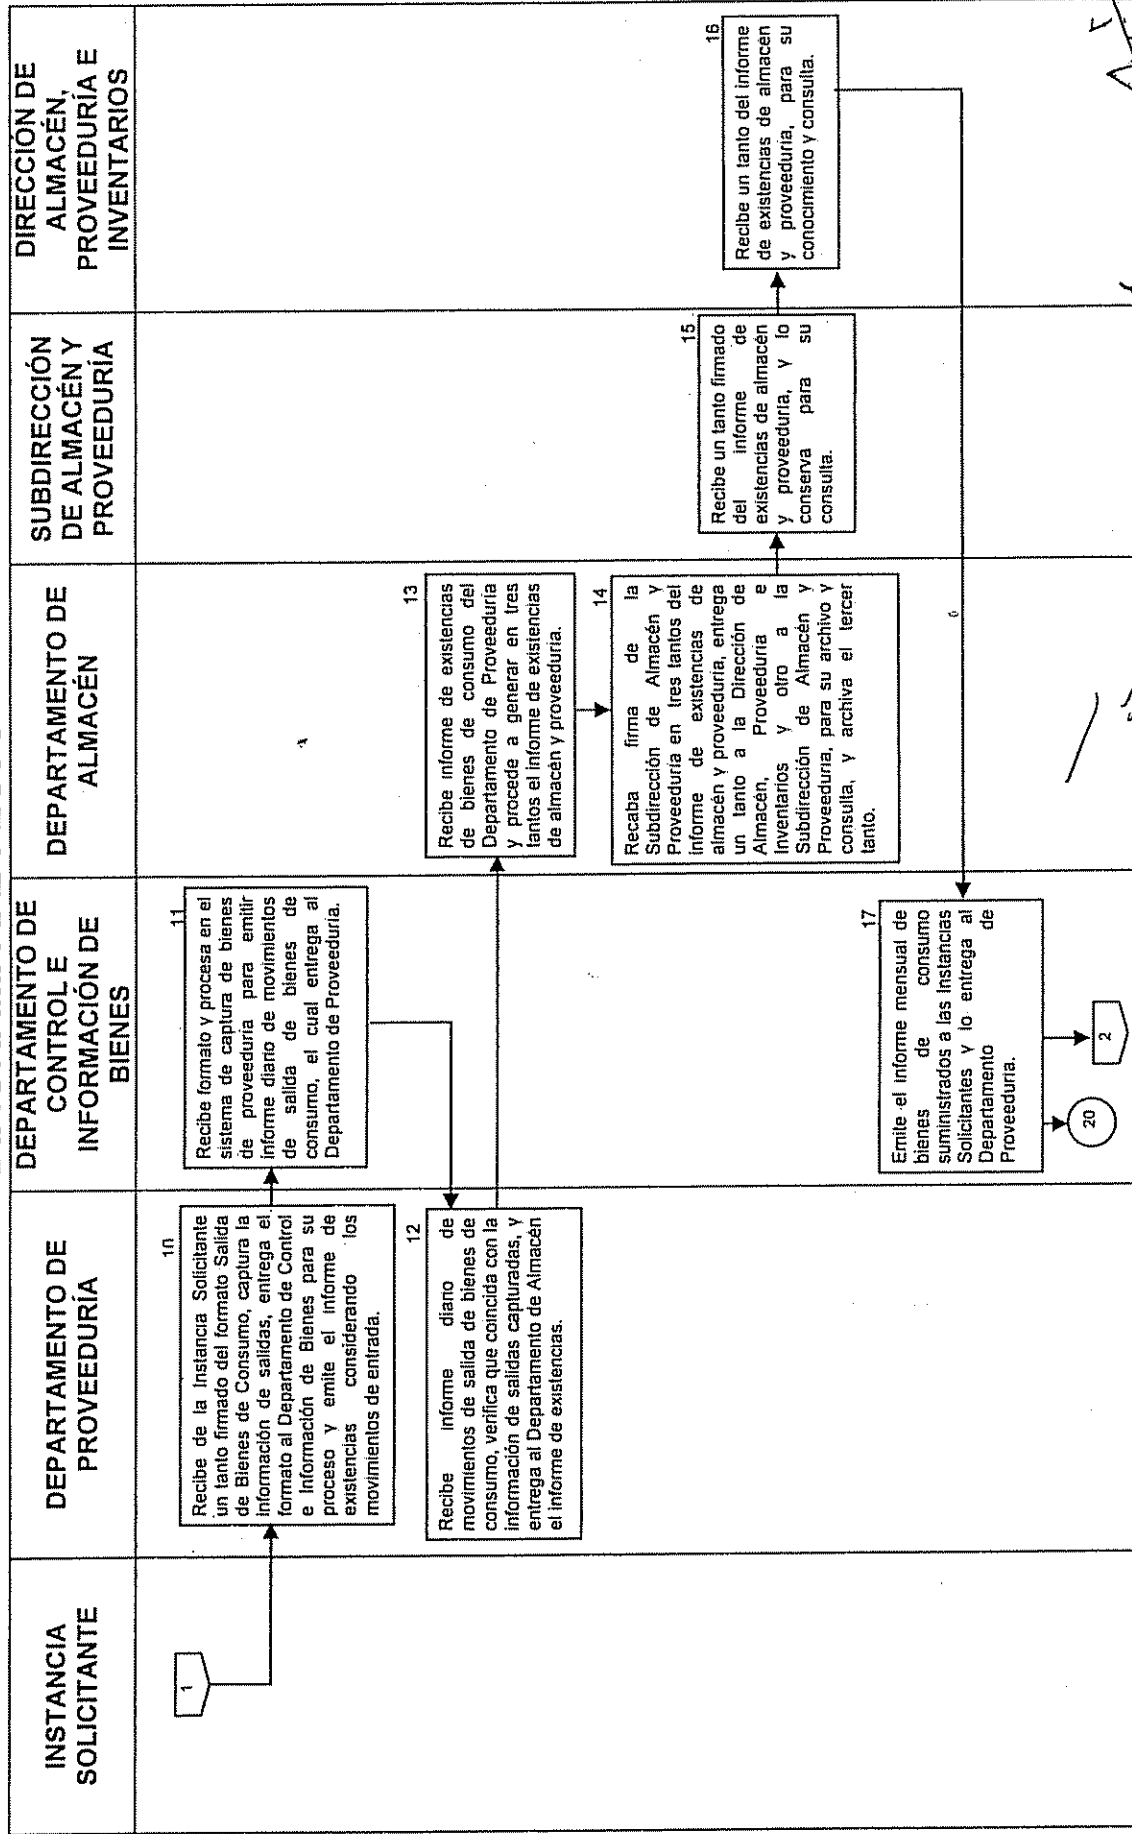 INSTANCIA
SOLICITANTE
DEPARTAMENTO DE
PROVEEDURÍA
DEPARTAMENTO DE
CONTROL E
INFORMACIÓN DE
BIENES
DEPARTAMENTO DE
ALMACÉN
SUBDIRECCIÓN
DE ALMACÉN Y
PROVEEDURÍA
DIRECCIÓN DE
ALMACÉN,
PROVEEDURÍA E
INVENTARIOS
1
10
Recibe de la Instancia Solicitante
un tanto firmado del formato Salida
de Bienes de Consumo, captura la
información de salidas, entrega el
formato al Departamento de Control
e Información de Bienes para su
proceso y emite el informe de
existencias considerando los
movimientos de entrada.
11
Recibe formato y procesa en el
sistema de captura de bienes
de proveeduría para emitir
informe diario de movimientos
de salida de bienes de
consumo, el cual entrega al
Departamento de Proveeduría.
12
Recibe informe diario de
movimientos de salida de bienes de
consumo, verifica que coincida con la
información de salidas capturadas, y
entrega al Departamento de Almacén
el informe de existencias.
13
Recibe informe de existencias
de bienes de consumo del
Departamento de Proveeduría
y procede a generar en tres
tantos el informe de existencias
de almacén y proveeduría.
14
Recaba firma de la
Subdirección de Almacén y
Proveeduría en tres tantos del
informe de existencias de
almacén y proveeduría, entrega
un tanto a la Dirección de
Almacén, Proveeduría e
Inventarios y otro a la
Subdirección de Almacén y
Proveeduría, para su archivo y
consulta, y archiva el tercer
tanto.
15
Recibe un tanto firmado
del informe de
existencias de almacén
y proveeduría, y lo
conserva para su
consulta.
16
Recibe un tanto del informe
de existencias de almacén
y proveeduría, para su
conocimiento y consulta.
17
Emite el informe mensual de
bienes de consumo
suministrados a las Instancias
Solicitantes y lo entrega al
Departamento de
Proveeduría.
20
2